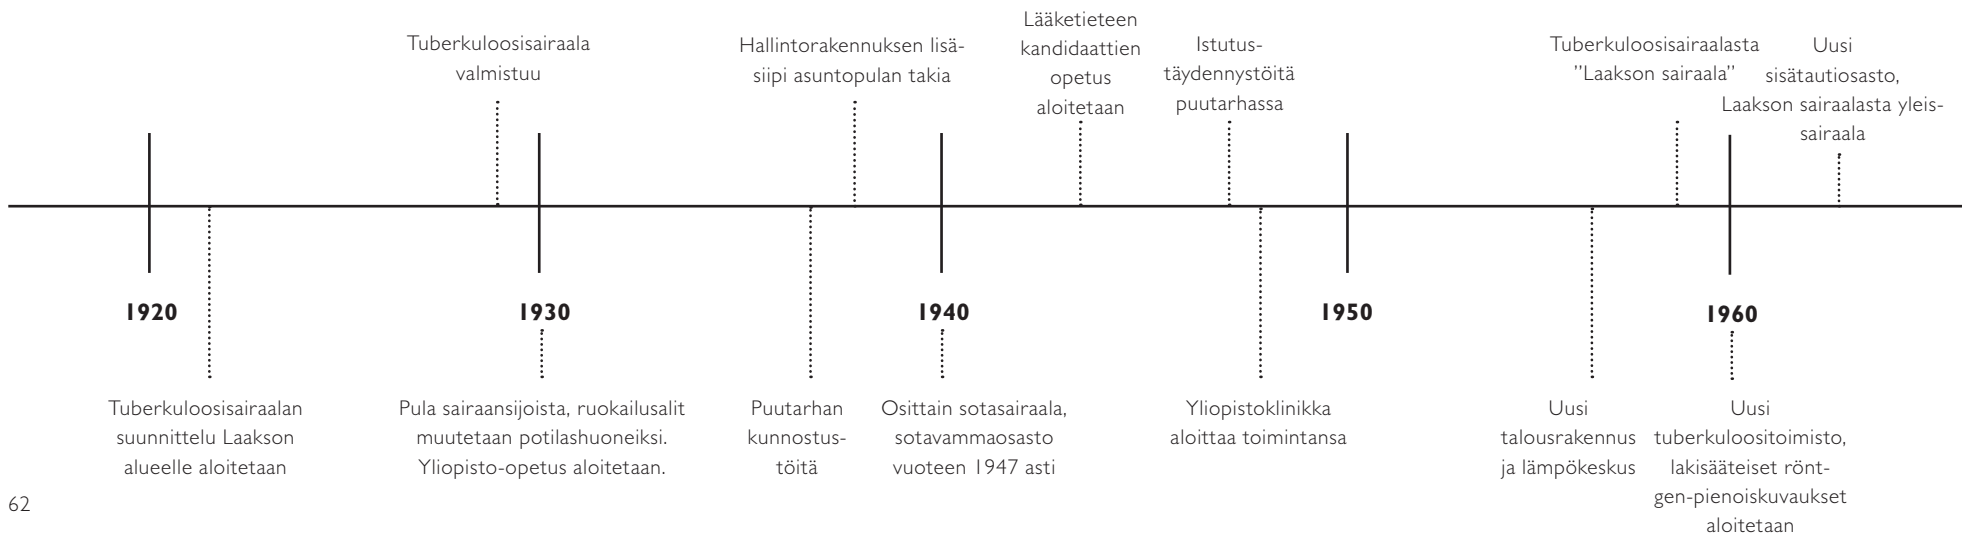 Tuberkuloosisairaala
valmistuu
Hallintorakennuksen lisä-
siipi asuntopulan takia
Lääketieteen
kandidaattien
opetus
aloitetaan
Istutus-
täydennystöitä
puutarhassa
Tuberkuloosisairaalasta
”Laakson sairaala”
Uusi
sisätautiosasto,
Laakson sairaalasta yleis-
sairaala
1920
1930
1940
1950
1960
Tuberkuloosisairaalan
suunnittelu Laakson
alueelle aloitetaan
Pula sairaansijoista, ruokailusalit
muutetaan potilashuoneiksi.
Yliopisto-opetus aloitetaan.
Puutarhan
kunnostus-
töitä
Osittain sotasairaala,
sotavammaosasto
vuoteen 1947 asti
Yliopistoklinikka
aloittaa toimintansa
Uusi
talousrakennus
ja lämpökeskus
Uusi
tuberkuloositoimisto,
lakisääteiset rönt-
gen-pienoiskuvaukset
aloitetaan
62